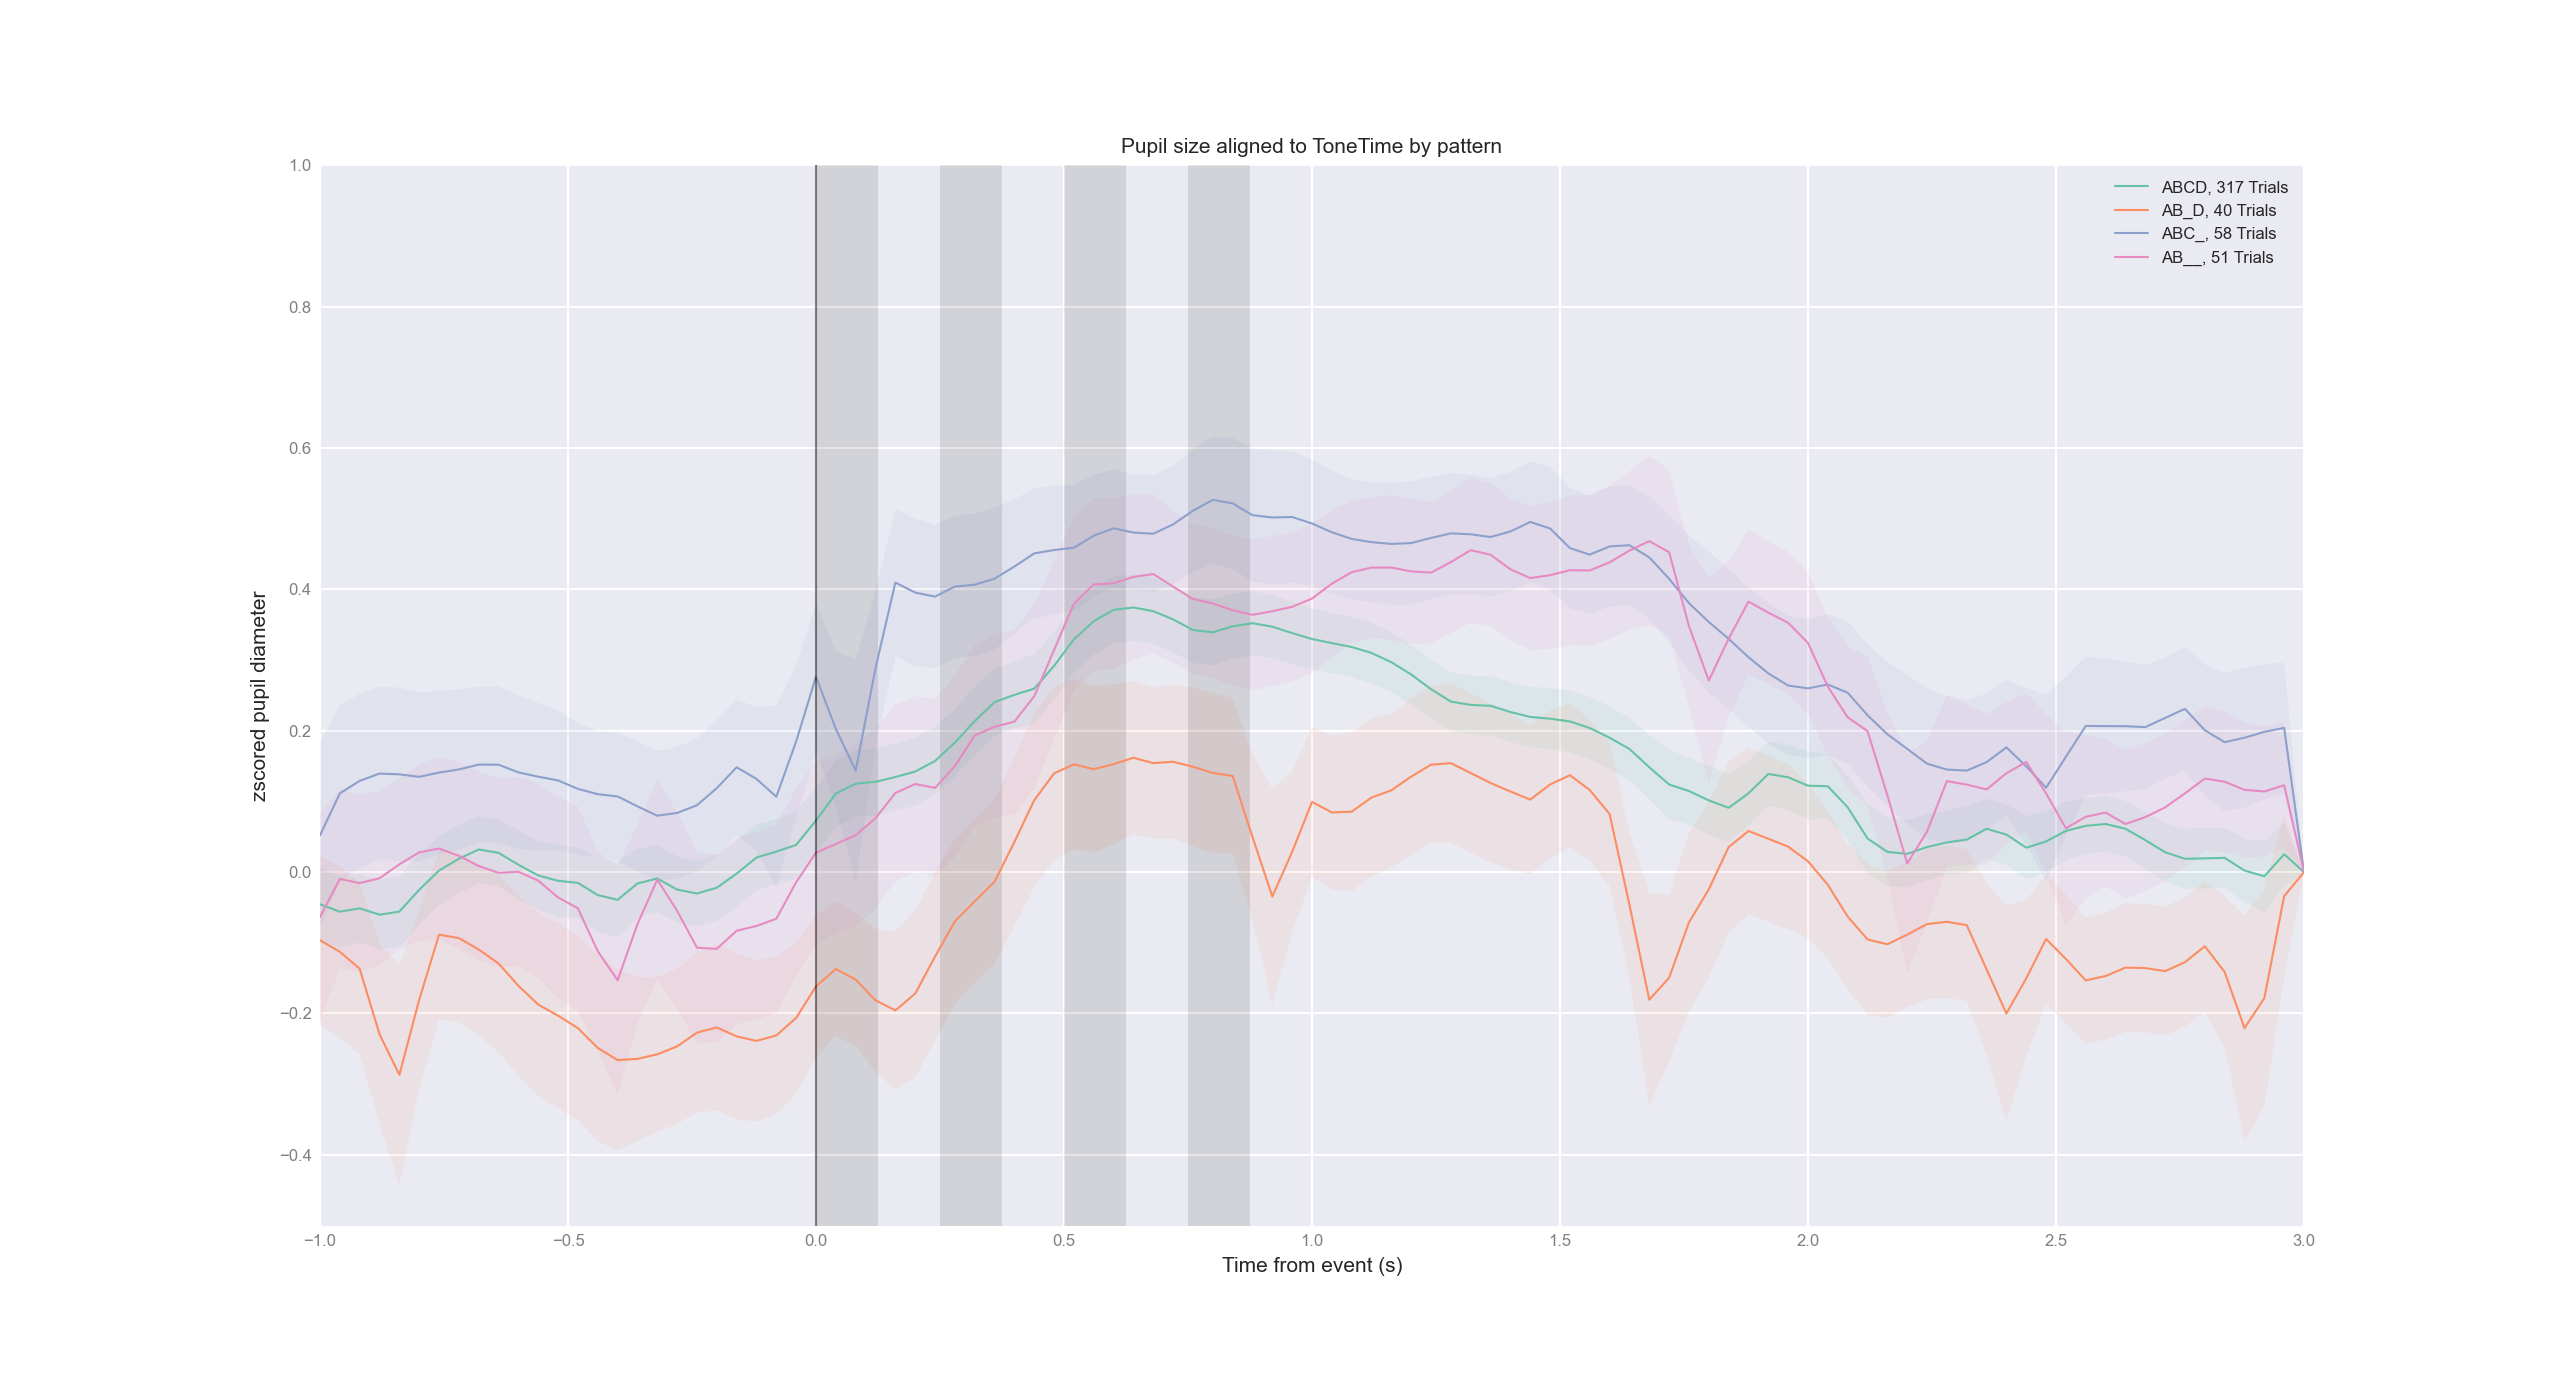 Pupil size aligned to ToneTime by pattern
1.0
0.8
0.6
0.4
0.2
0.0
−0.2
−0.4
zscored pupil diameter
ABCD, 317 Trials
AB_D, 40 Trials
ABC_, 58 Trials
AB__, 51 Trials
−1.0 −0.5 0.0 0.5 1.0 1.5 2.0 2.5 3.0
Time from event (s)